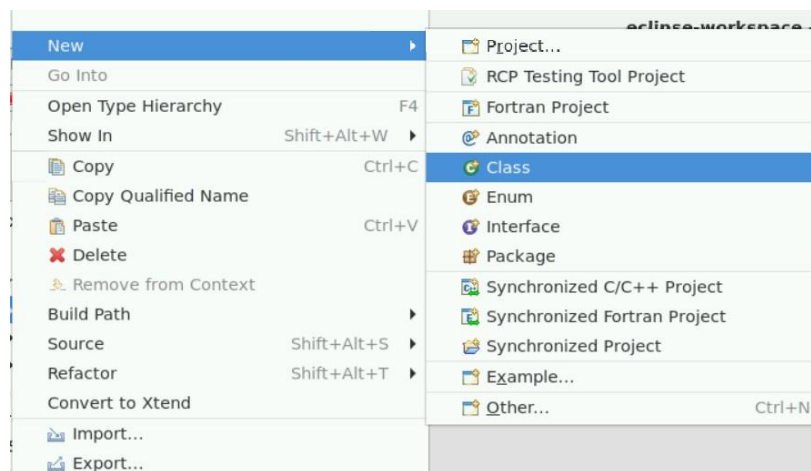 eclipse-workspace
New
Go Into
Open Type Hierarchy F4
Show In Shift+Alt+W
Copy Ctrl+C
Copy Qualified Name
Paste Ctrl+V
Delete
Remove from Context
Build Path
Source Shift+Alt+S
Refactor Shift+Alt+T
Convert to Xtend
Import...
Export...
Project...
RCP Testing Tool Project
Fortran Project
Annotation
Class
Enum
Interface
Package
Synchronized C/C++ Project
Synchronized Fortran Project
Synchronized Project
Example...
Other... Ctrl+N